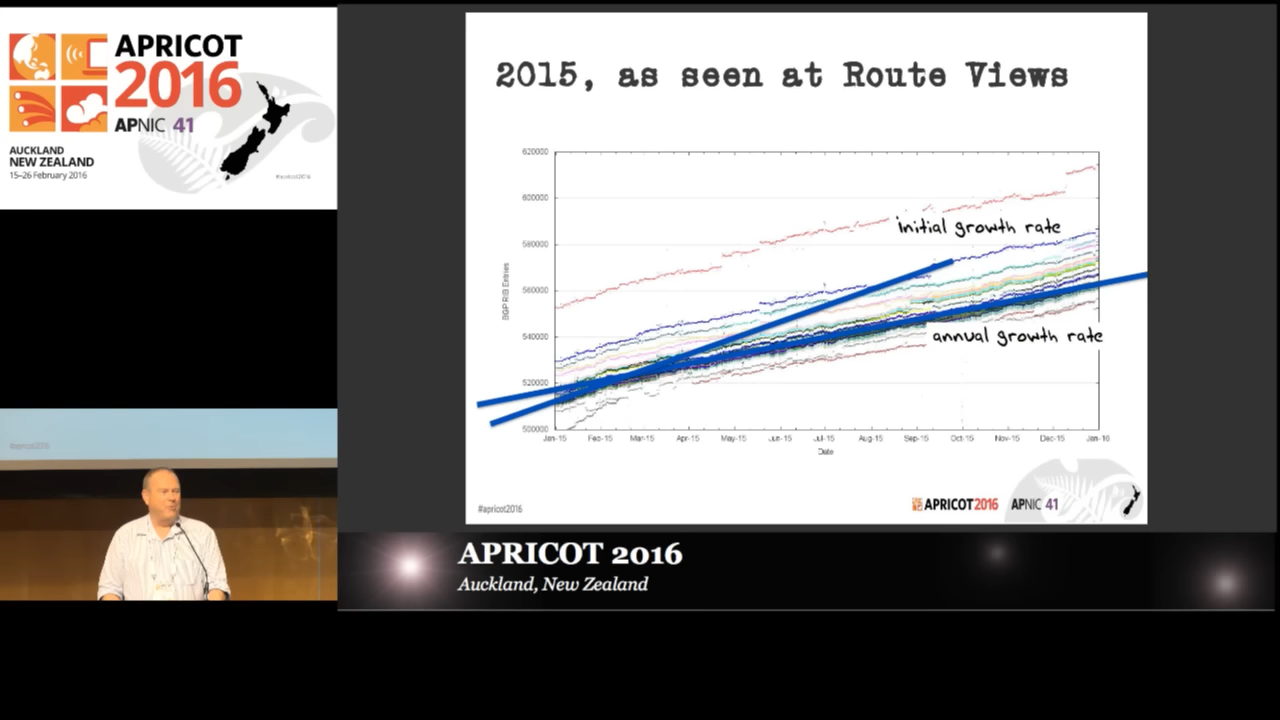 APRICOT
2016
APNIC 41
AUCKLAND
NEW ZEALAND
15–26 February 2016
#apricot2016
#apricot2016
2015, as seen at Route Views
620000
600000
580000
560000
540000
520000
500000
BGP RIB Entries
initial growth rate
annual growth rate
Jan-15 Feb-15 Mar-15 Apr-15 May-15 Jun-15 Jul-15 Aug-15 Sep-15 Oct-15 Nov-15 Dec-15 Jan-16
Date
#apricot2016
APRICOT2016 APNIC 41
APRICOT 2016
Auckland, New Zealand